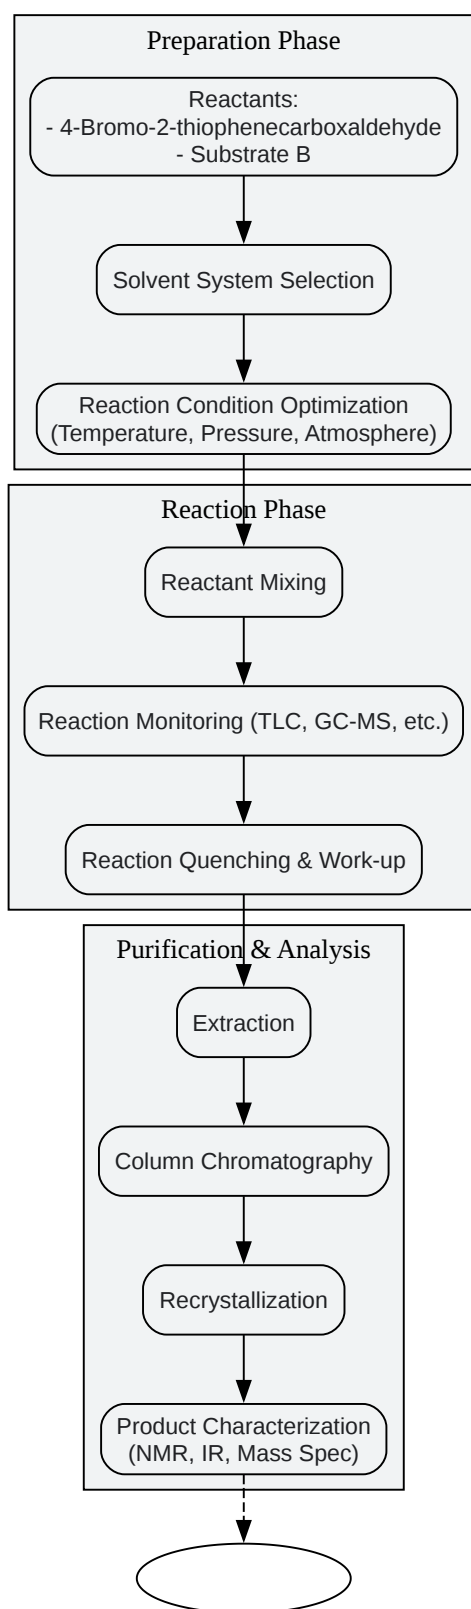 Preparation Phase
Reactants:
- 4-Bromo-2-thiophenecarboxaldehyde
- Substrate B
Solvent System Selection
Reaction Condition Optimization
(Temperature, Pressure, Atmosphere)
Reaction Phase
Reactant Mixing
Reaction Monitoring (TLC, GC-MS, etc.)
Reaction Quenching & Work-up
Purification & Analysis
Extraction
Column Chromatography
Recrystallization
Product Characterization
(NMR, IR, Mass Spec)